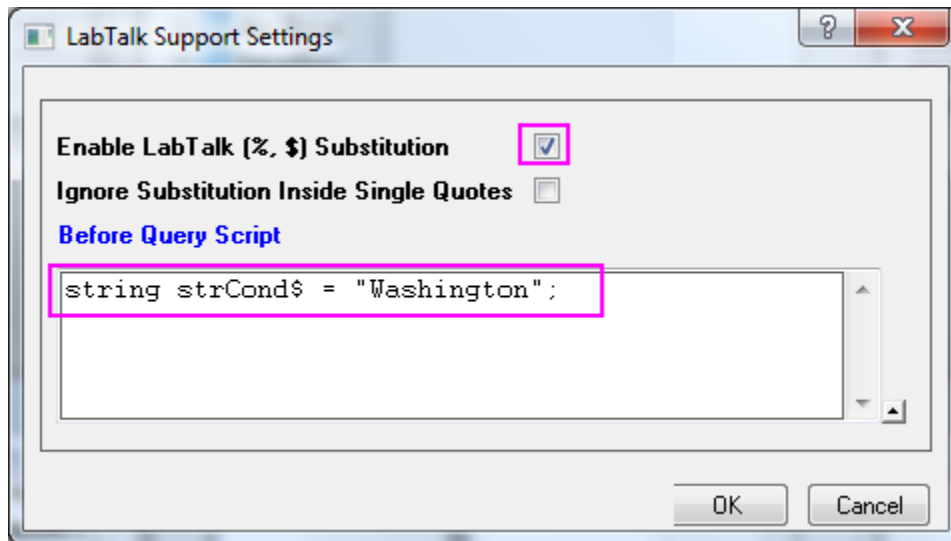 LabTalk Support Settings
Enable LabTalk (%, $) Substitution
Ignore Substitution Inside Single Quotes
Before Query Script
string strCond$ = "Washington";
OK Cancel